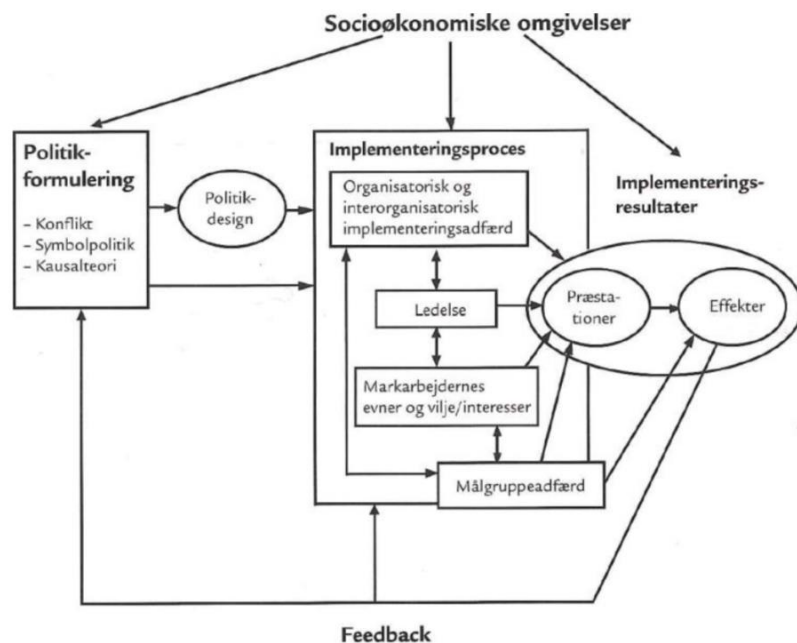 Socioøkonomiske omgivelser
Politik-
formulering
– Konflikt
– Symbolpolitik
– Kausalteori
Politik-
design
Implementeringsproces
Organisatorisk og
interorganisatorisk
implementeringsadfærd
Ledelse
Markarbejdernes
evner og vilje/interesser
Målgruppeadfærd
Implementerings-
resultater
Præsta-
tioner
Effekter
Feedback